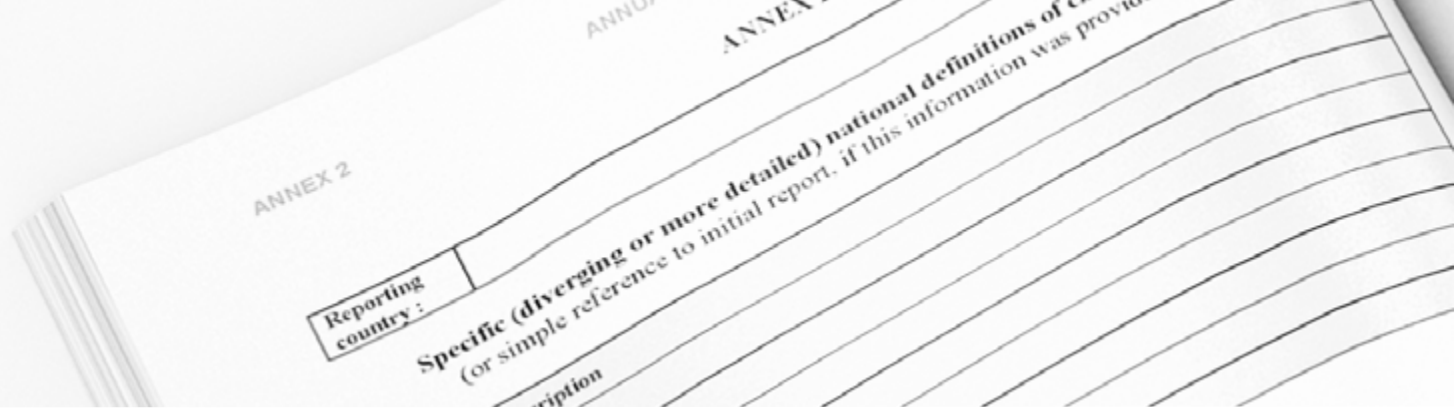 ANNEX 2
ANNEX
Reporting
country :
Specific (diverging or more detailed) national definitions of
(or simple reference to initial report, if this information was